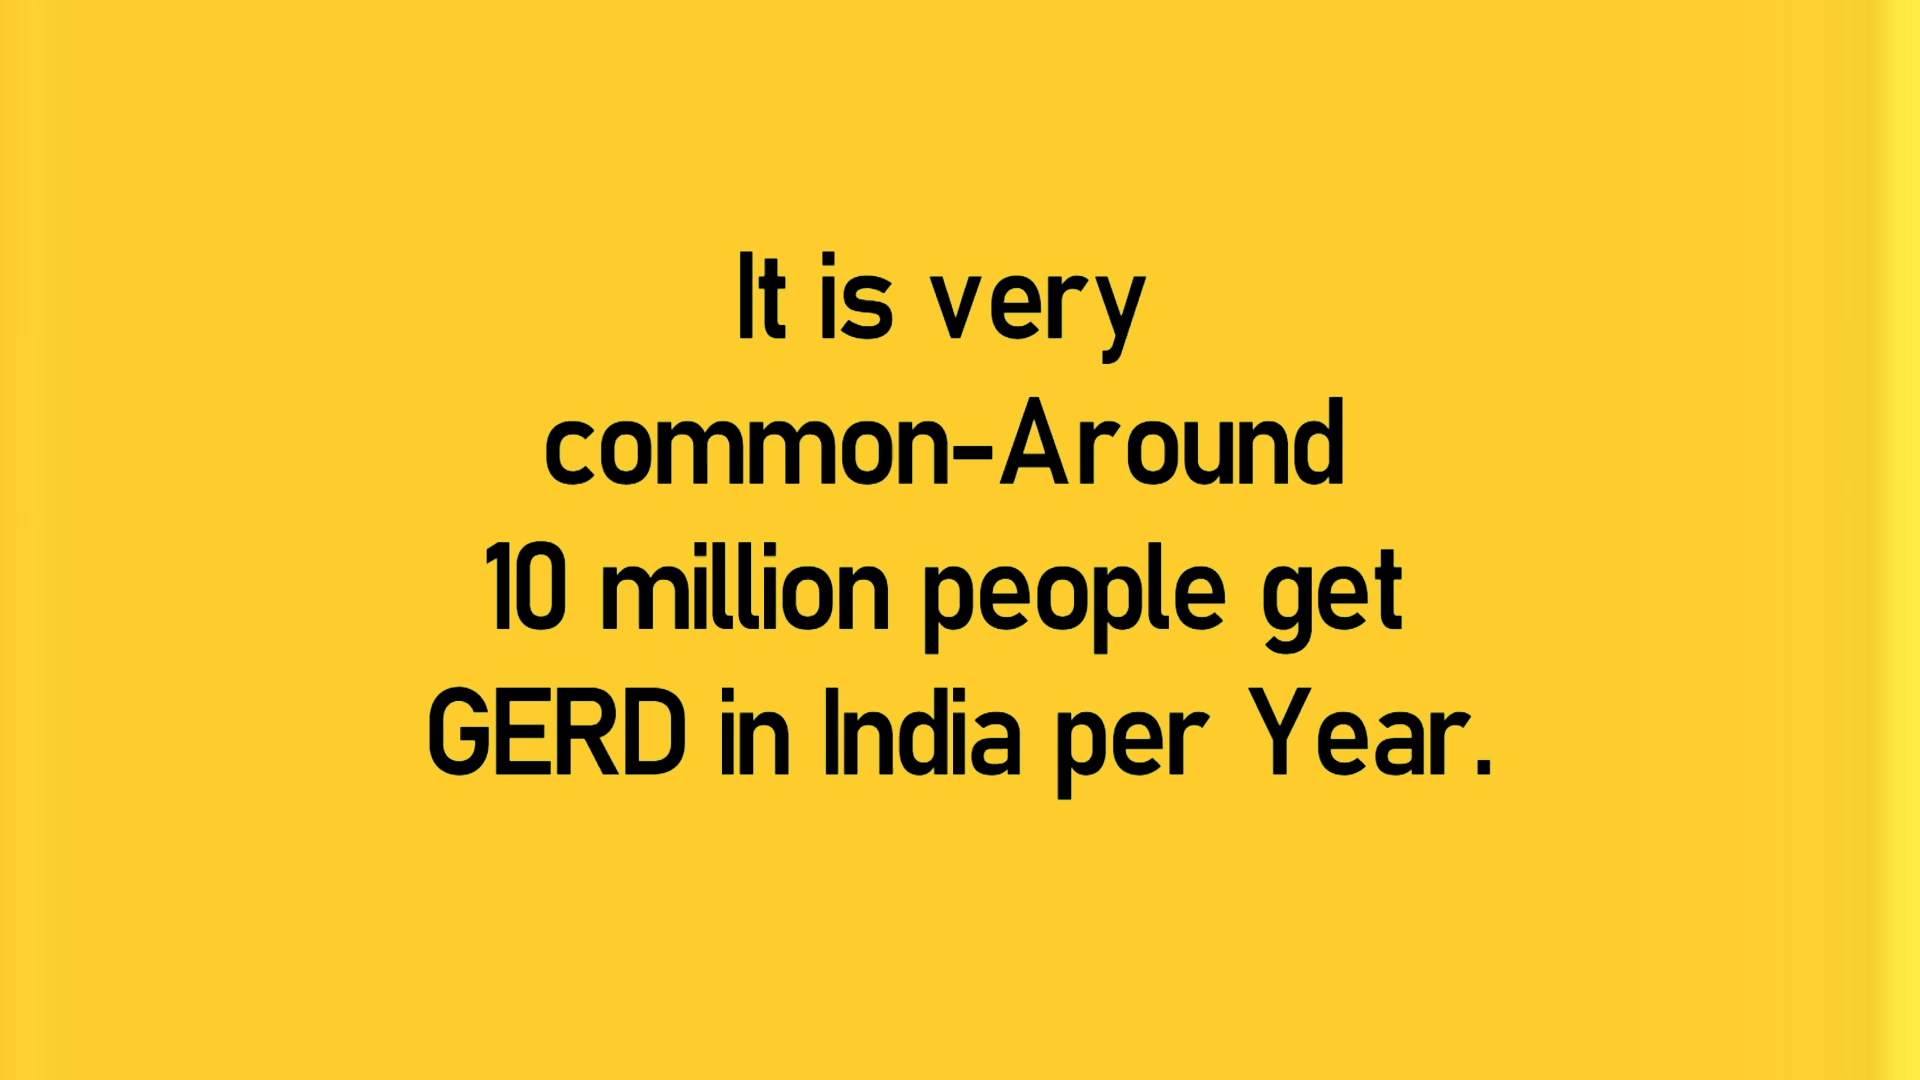 It is very
common-Around
10 million people get
GERD in India per Year.